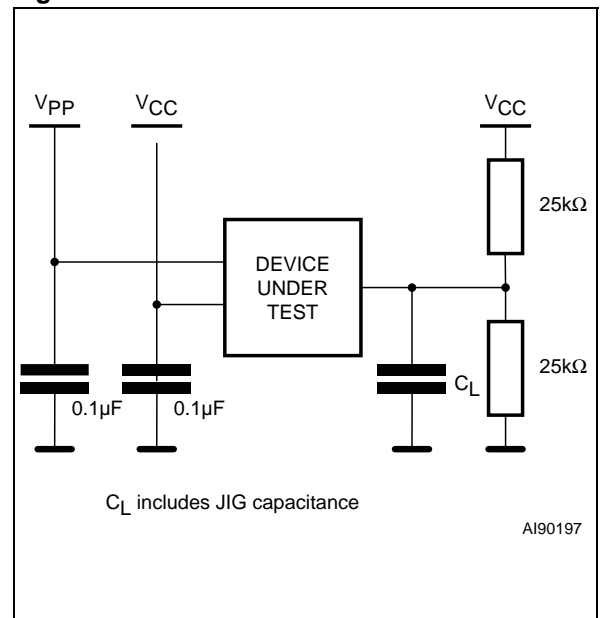 V_PP
V_CC
V_CC
25kΩ
DEVICE
UNDER
TEST
25kΩ
C_L
0.1µF
0.1µF
C_L includes JIG capacitance
AI90197